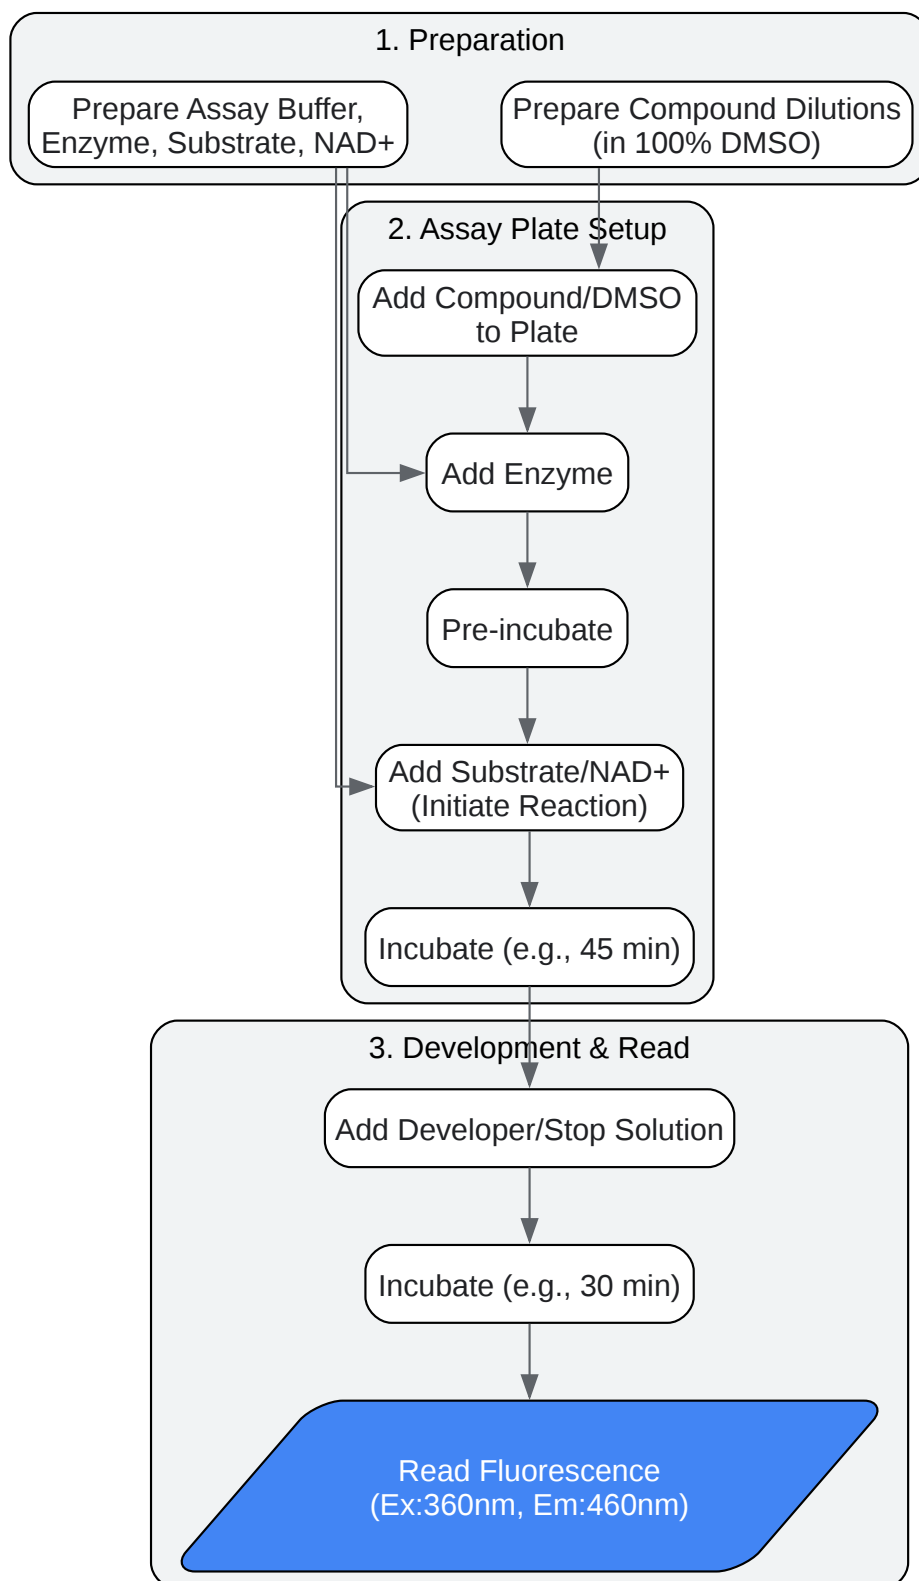 1. Preparation
Prepare Assay Buffer,
Enzyme, Substrate, NAD+
Prepare Compound Dilutions
(in 100% DMSO)
2. Assay Plate Setup
Add Compound/DMSO
to Plate
Add Enzyme
Pre-incubate
Add Substrate/NAD+
(Initiate Reaction)
Incubate (e.g., 45 min)
3. Development & Read
Add Developer/Stop Solution
Incubate (e.g., 30 min)
Read Fluorescence
(Ex:360nm, Em:460nm)